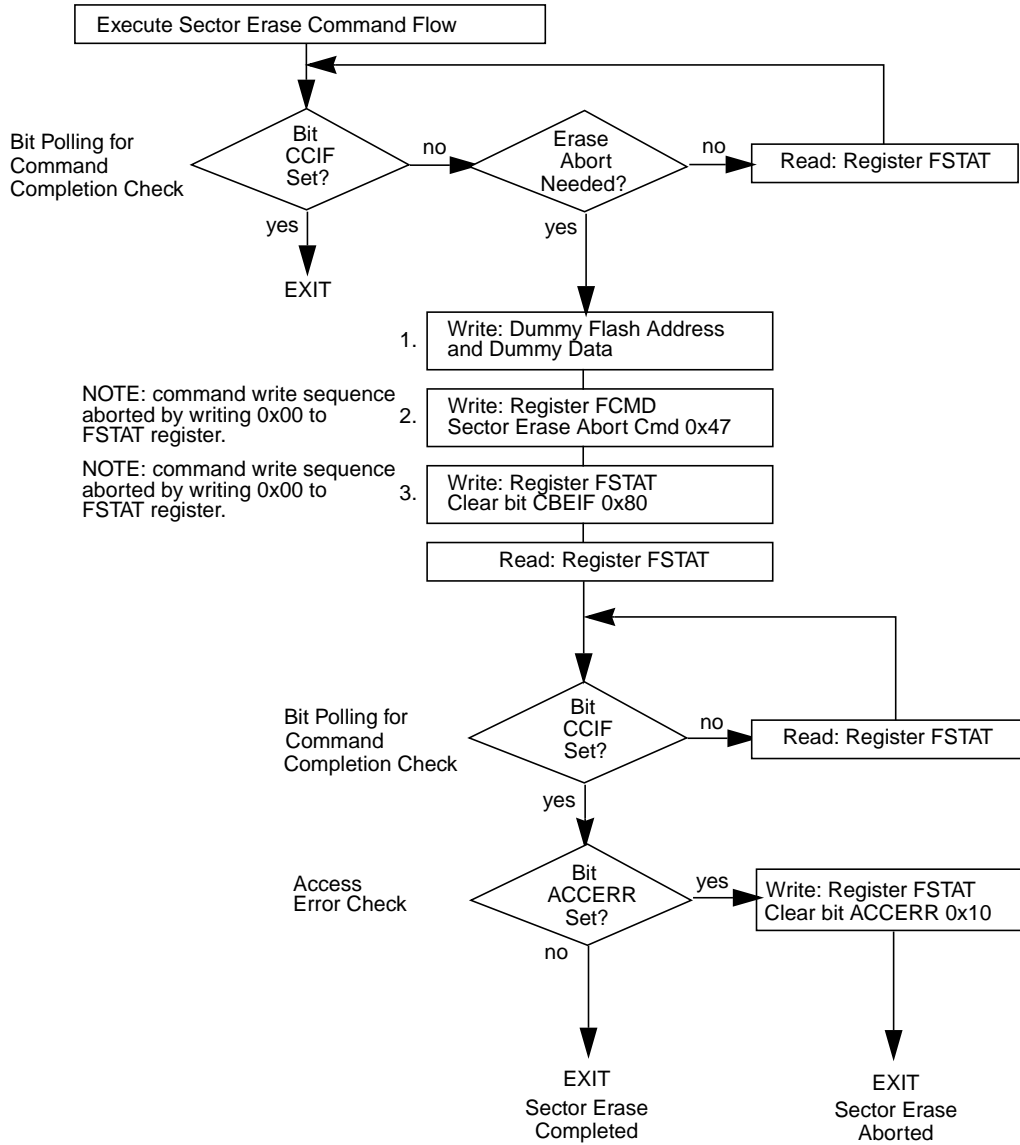 Execute Sector Erase Command Flow
Bit Polling for
Command
Completion Check
Bit
CCIF
Set?
no
Erase
Abort
Needed?
no
Read: Register FSTAT
yes
EXIT
yes
1.
Write: Dummy Flash Address
and Dummy Data
NOTE: command write sequence
aborted by writing 0x00 to
FSTAT register.
2.
Write: Register FCMD
Sector Erase Abort Cmd 0x47
NOTE: command write sequence
aborted by writing 0x00 to
FSTAT register.
3.
Write: Register FSTAT
Clear bit CBEIF 0x80
Read: Register FSTAT
Bit Polling for
Command
Completion Check
Bit
CCIF
Set?
no
Read: Register FSTAT
yes
Access
Error Check
Bit
ACCERR
Set?
yes
Write: Register FSTAT
Clear bit ACCERR 0x10
no
EXIT
Sector Erase
Completed
EXIT
Sector Erase
Aborted